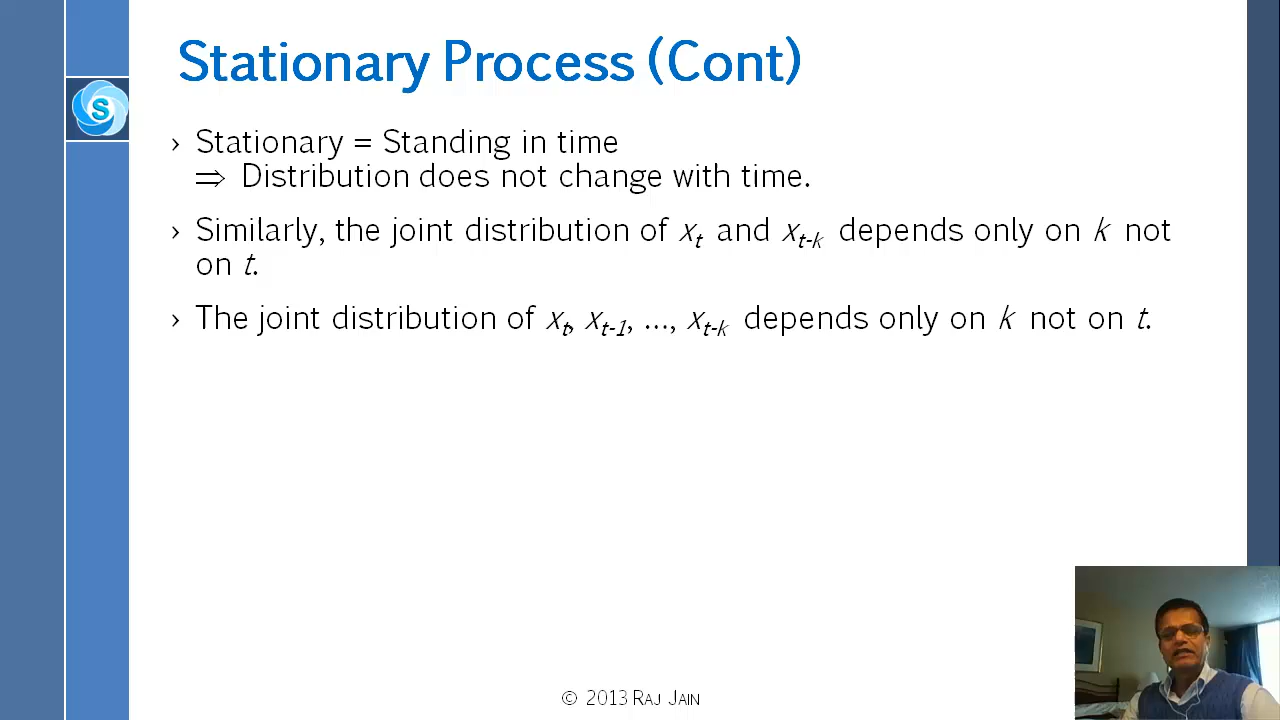 Stationary Process (Cont)
S
› Stationary = Standing in time
⇒ Distribution does not change with time.
› Similarly, the joint distribution of xt and xt-k depends only on k not
on t.
› The joint distribution of xt, xt-1, ..., xt-k depends only on k not on t.
© 2013 RAJ JAIN